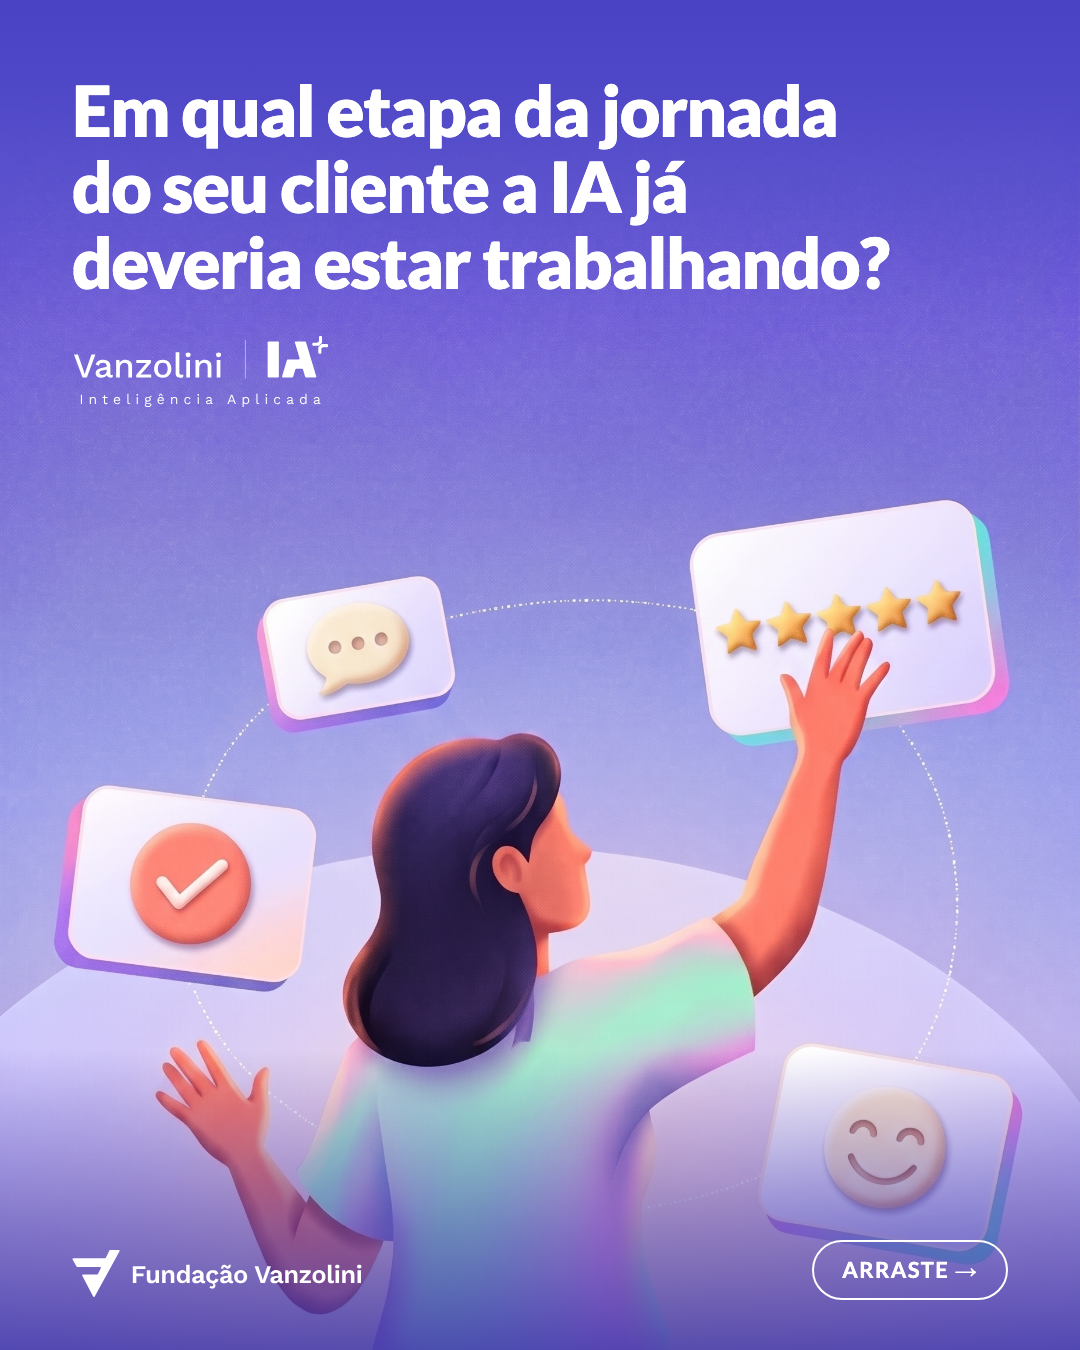 Em qual etapa da jornada
do seu cliente a IA já
deveria estar trabalhando?
Vanzolini | IA+
Inteligência Aplicada
Fundação Vanzolini
ARRASTE →